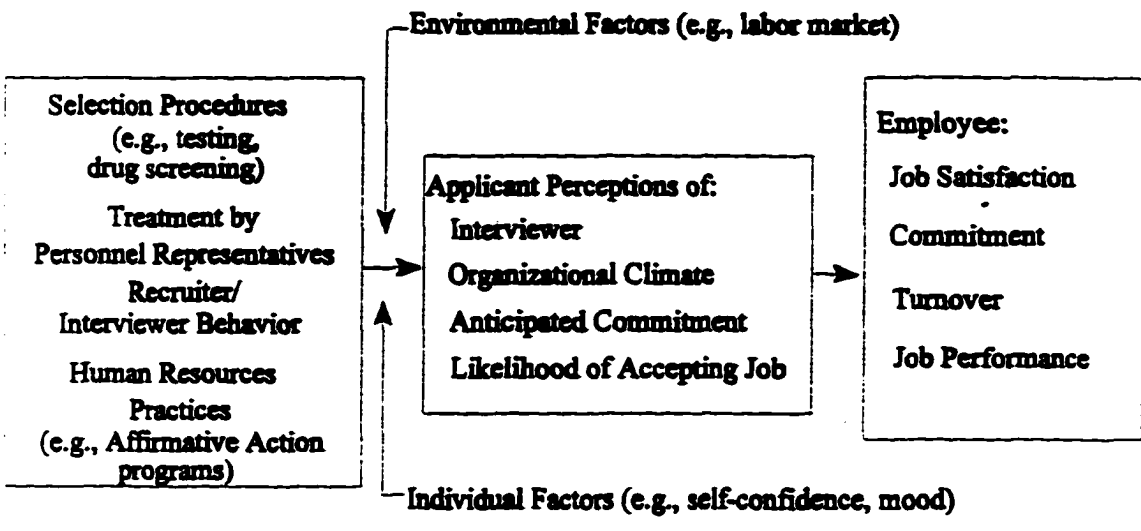 Environmental Factors (e.g., labor market)
Selection Procedures
(e.g., testing,
drug screening)
Treatment by
Personnel Representatives
Recruiter/
Interviewer Behavior
Human Resources
Practices
(e.g., Affirmative Action
programs)
Applicant Perceptions of:
Interviewer
Organizational Climate
Anticipated Commitment
Likelihood of Accepting Job
Employee:
Job Satisfaction
Commitment
Turnover
Job Performance
Individual Factors (e.g., self-confidence, mood)